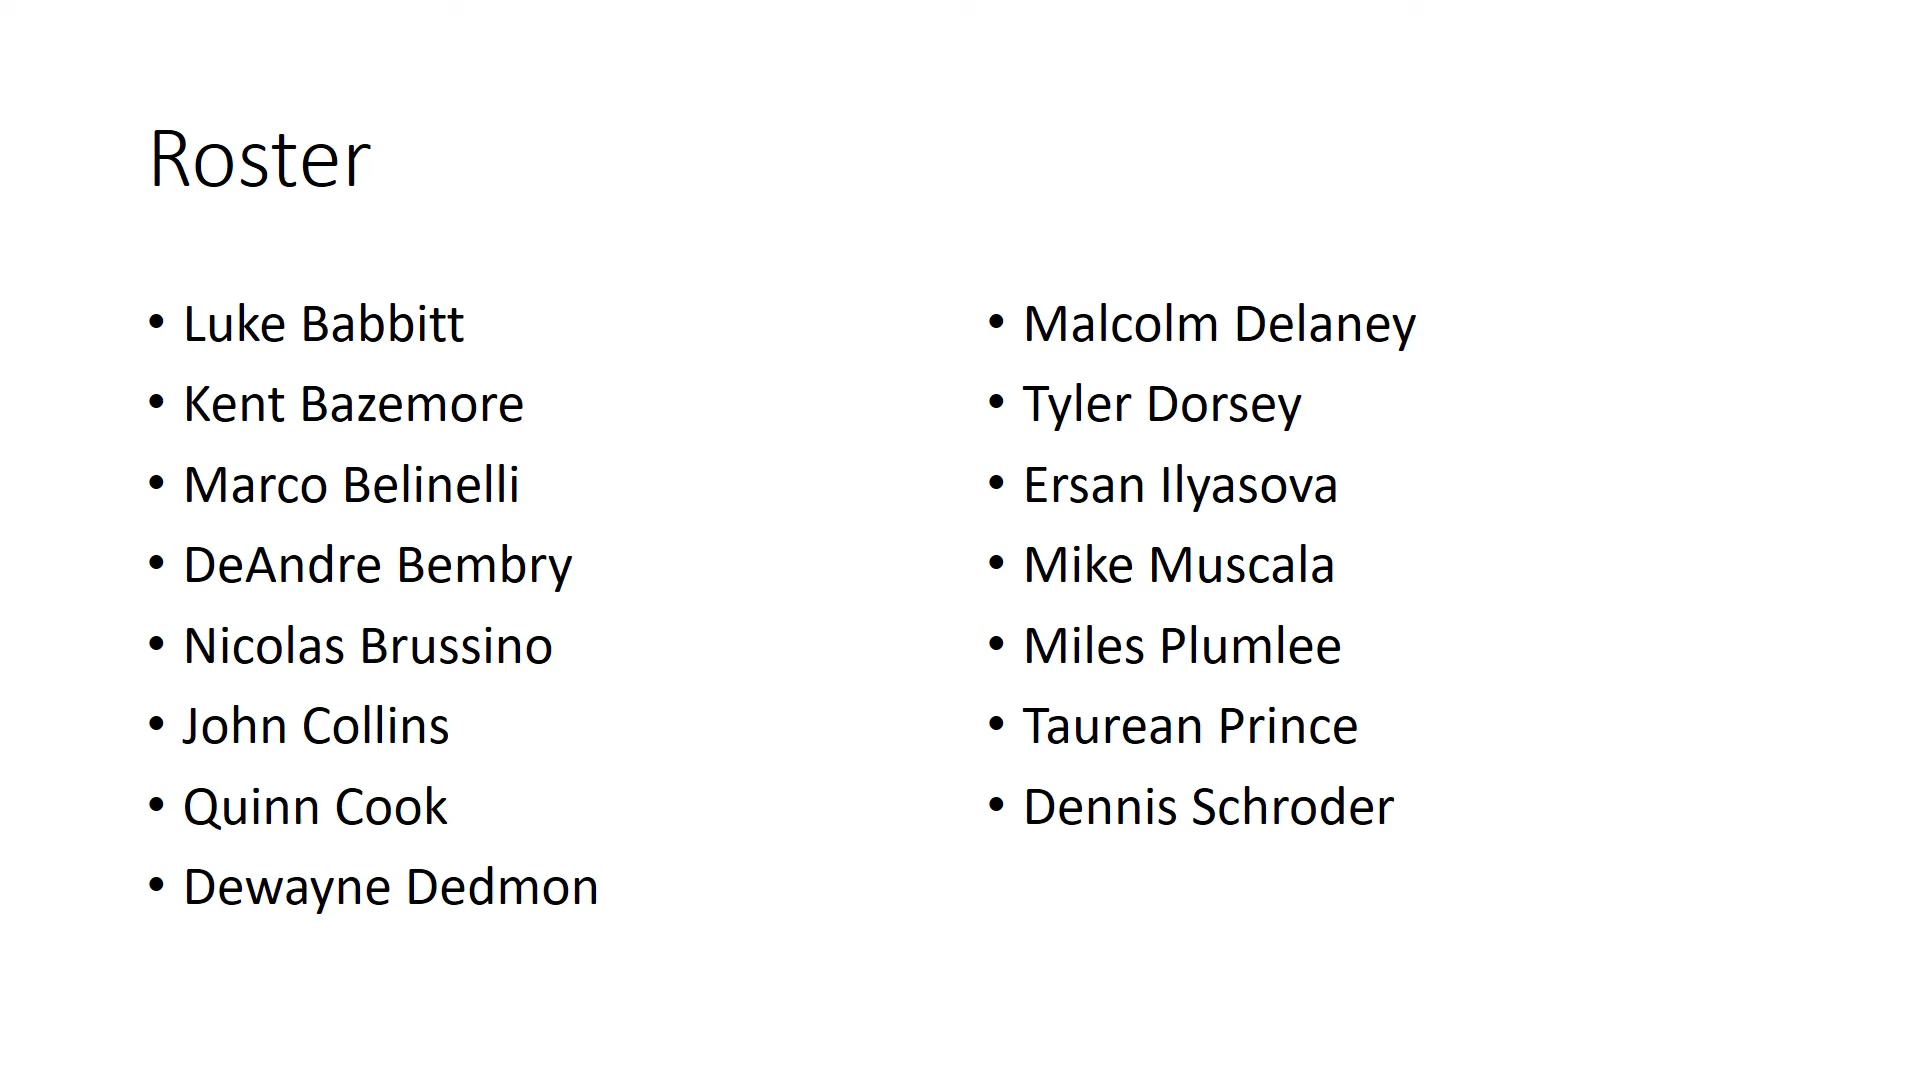 Roster
• Luke Babbitt
• Kent Bazemore
• Marco Belinelli
• DeAndre Bembry
• Nicolas Brussino
• John Collins
• Quinn Cook
• Dewayne Dedmon
• Malcolm Delaney
• Tyler Dorsey
• Ersan Ilyasova
• Mike Muscala
• Miles Plumlee
• Taurean Prince
• Dennis Schroder